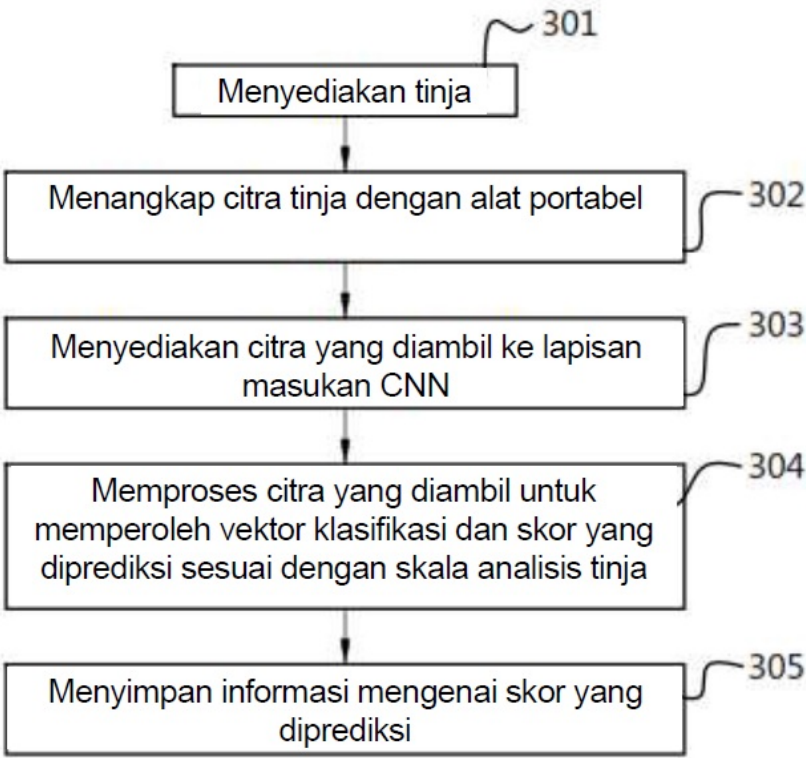 301
Menyediakan tinja
Menangkap citra tinja dengan alat portabel
302
Menyediakan citra yang diambil ke lapisan
masukan CNN
303
Memproses citra yang diambil untuk
memperoleh vektor klasifikasi dan skor yang
diprediksi sesuai dengan skala analisis tinja
304
Menyimpan informasi mengenai skor yang
diprediksi
305